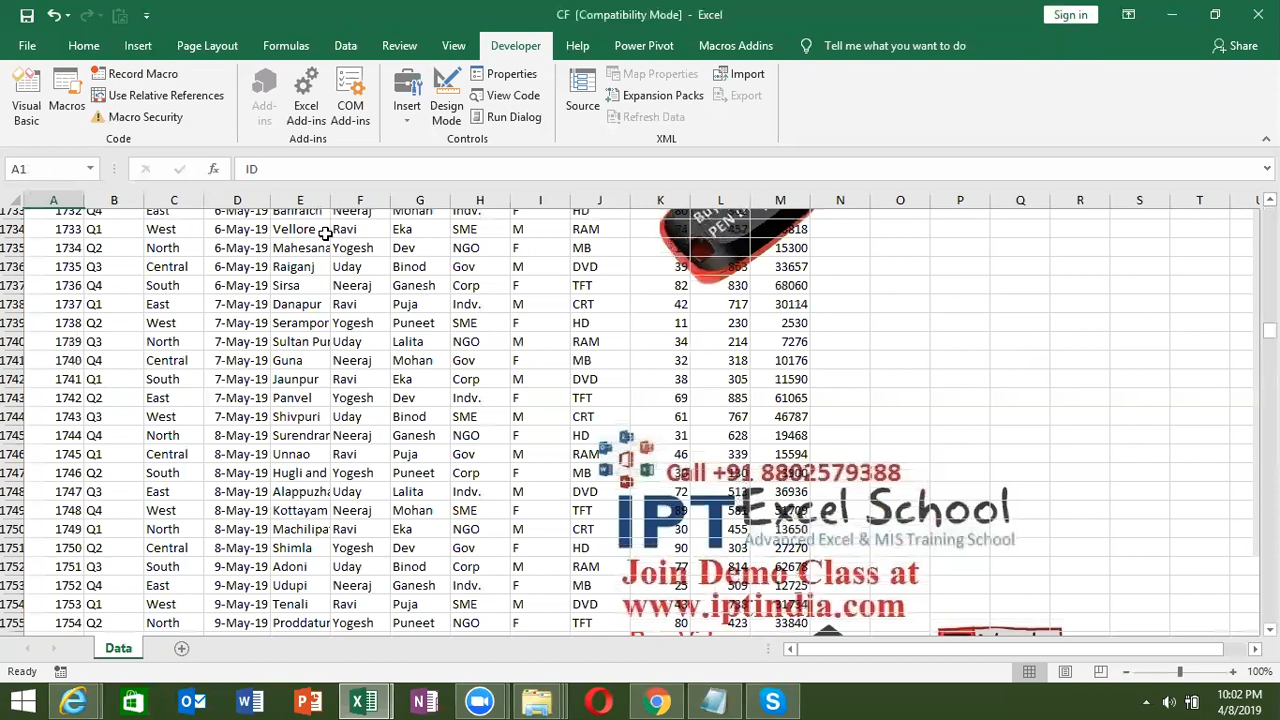 CF [Compatibility Mode] - Excel
Sign in
File Home Insert Page Layout Formulas Data Review View Developer Help Power Pivot Macros Addins Tell me what you want to do Share
Visual Basic
Macros
Record Macro
Use Relative References
Macro Security
Code
Add-ins
Excel Add-ins
COM Add-ins
Add-ins
Insert
Design Mode
Properties
View Code
Run Dialog
Controls
Source
Map Properties
Expansion Packs
Refresh Data
Import
Export
XML
A1 ID
A B C D E F G H I J K L M N O P Q R S T U
1733 1732 Q4 East 6-May-19 Bahraich Neeraj Mohan Indv. F HD
1734 1733 Q1 West 6-May-19 Vellore Ravi Eka SME M RAM
1735 1734 Q2 North 6-May-19 Mahesana Yogesh Dev NGO F MB 15300
1736 1735 Q3 Central 6-May-19 Raiganj Uday Binod Gov M DVD 39 863 33657
1737 1736 Q4 South 6-May-19 Sirsa Neeraj Ganesh Corp F TFT 82 830 68060
1738 1737 Q1 East 7-May-19 Danapur Ravi Puja Indv. M CRT 42 717 30114
1739 1738 Q2 West 7-May-19 Serampor Yogesh Puneet SME F HD 11 230 2530
1740 1739 Q3 North 7-May-19 Sultan Pur Uday Lalita NGO M RAM 34 214 7276
1741 1740 Q4 Central 7-May-19 Guna Neeraj Mohan Gov F MB 32 318 10176
1742 1741 Q1 South 7-May-19 Jaunpur Ravi Eka Corp M DVD 38 305 11590
1743 1742 Q2 East 7-May-19 Panvel Yogesh Dev Indv. F TFT 69 885 61065
1744 1743 Q3 West 7-May-19 Shivpuri Uday Binod SME M CRT 61 767 46787
1745 1744 Q4 North 8-May-19 Surendran Neeraj Ganesh NGO F HD 31 628 19468
1746 1745 Q1 Central 8-May-19 Unnao Ravi Puja Gov M RAM 46 339 15594
1747 1746 Q2 South 8-May-19 Hugli and Yogesh Puneet Corp F MB 30 130 3900
Call +91 8802579388
1748 1747 Q3 East 8-May-19 Alappuzha Uday Lalita Indv. M DVD 72 513 36936
1749 1748 Q4 West 8-May-19 Kottayam Neeraj Mohan SME F TFT 89 581 51709
IPT Excel School
1750 1749 Q1 North 8-May-19 Machilipat Ravi Eka NGO M CRT 30 455 13650
Advanced Excel & MIS Training School
1751 1750 Q2 Central 9-May-19 Shimla Yogesh Dev Gov F HD 90 303 27270
1752 1751 Q3 South 9-May-19 Adoni Uday Binod Corp M RAM 77 814 62678
Join Demo Class at
1753 1752 Q4 East 9-May-19 Udupi Neeraj Ganesh Indv. F MB 25 509 12725
1754 1753 Q1 West 9-May-19 Tenali Ravi Puja SME M DVD 43 738 31734
www.iptindia.com
1755 1754 Q2 North 9-May-19 Proddatur Yogesh Puneet NGO F TFT 80 423 33840
Data
Ready
100%
10:02 PM
4/8/2019